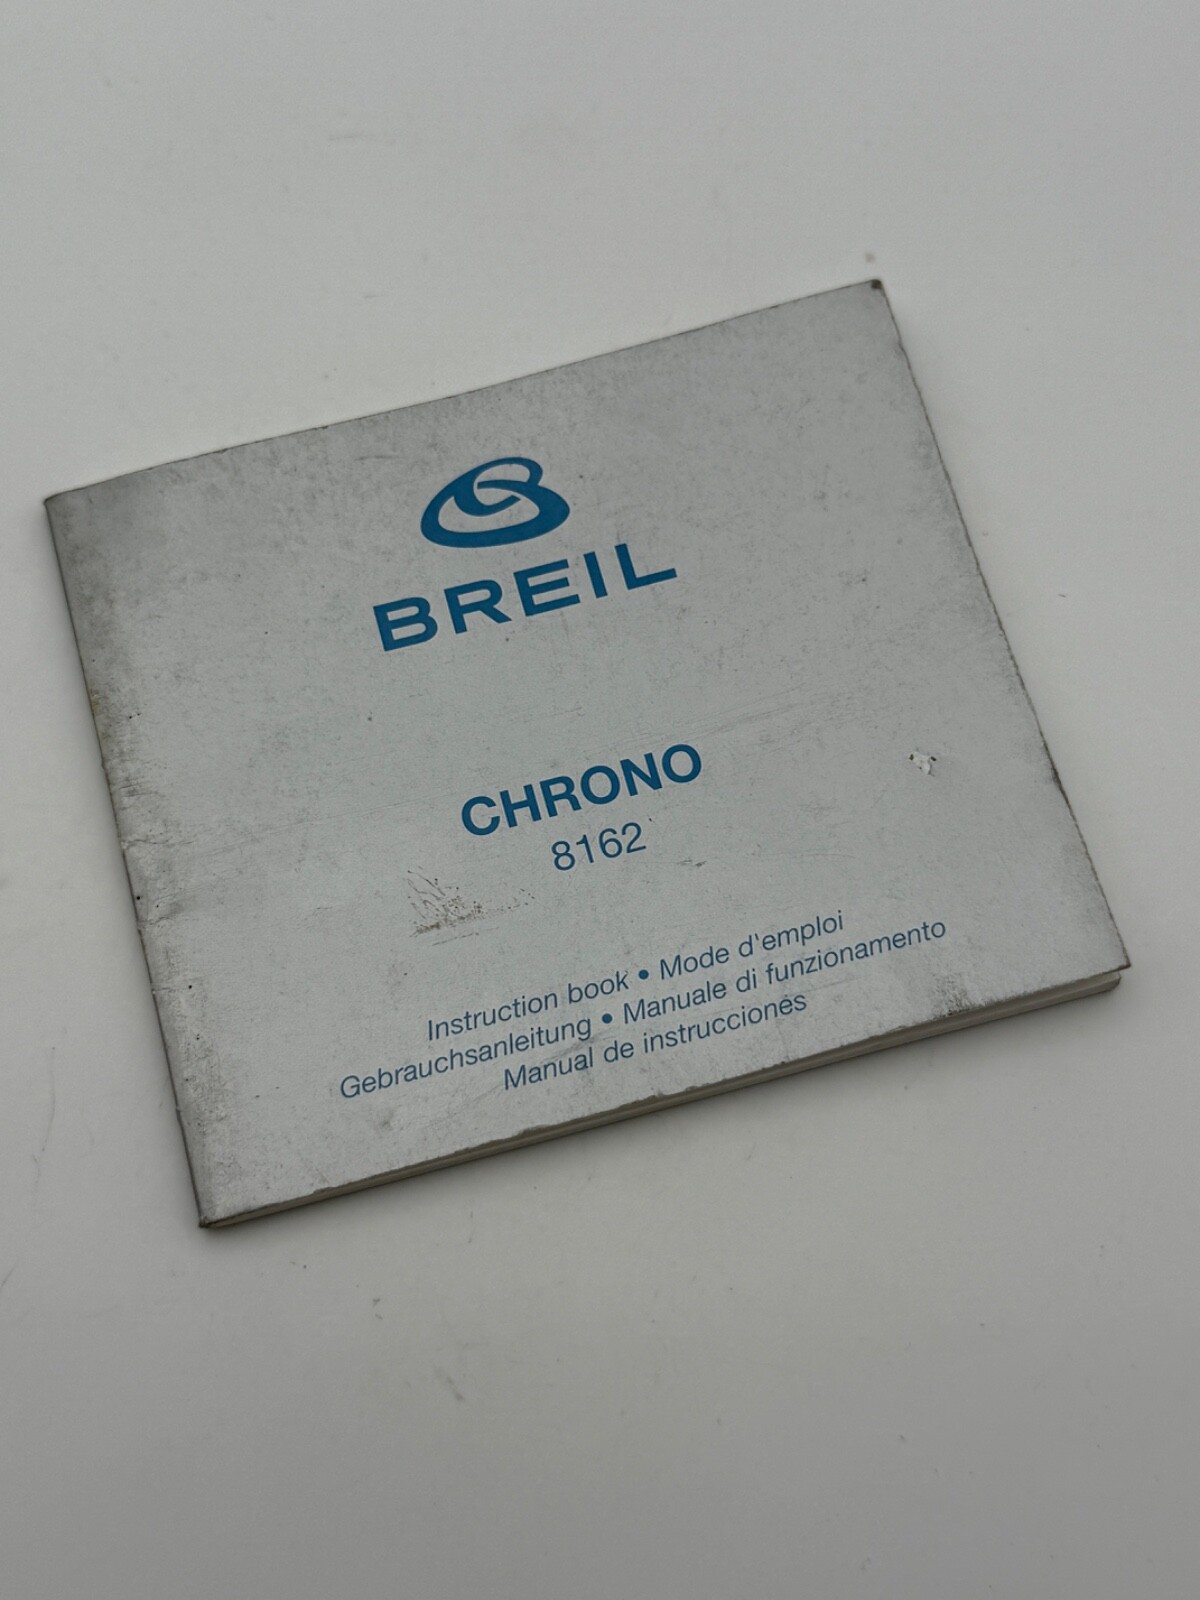 BREIL
CHRONO
8162
Instruction book • Mode d'emploi
Gebrauchsanleitung • Manuale di funzionamento
Manual de instrucciones